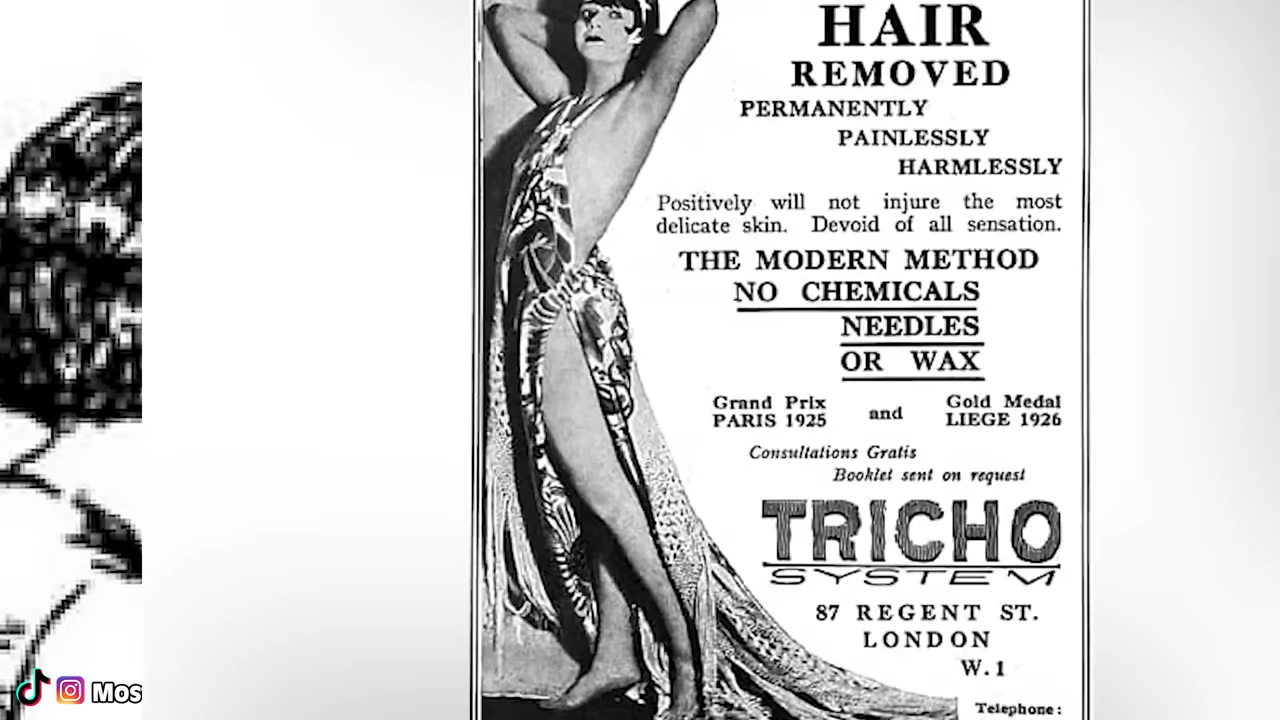 HAIR
REMOVED
PERMANENTLY
PAINLESSLY
HARMLESSLY
Positively will not injure the most
delicate skin. Devoid of all sensation.
THE MODERN METHOD
NO CHEMICALS
NEEDLES
OR WAX
Grand Prix and Gold Medal
PARIS 1925 LIEGE 1926
Consultations Gratis
Booklet sent on request
TRICHO
SYSTEM
87 REGENT ST.
LONDON
W.1
Telephone:
Mos